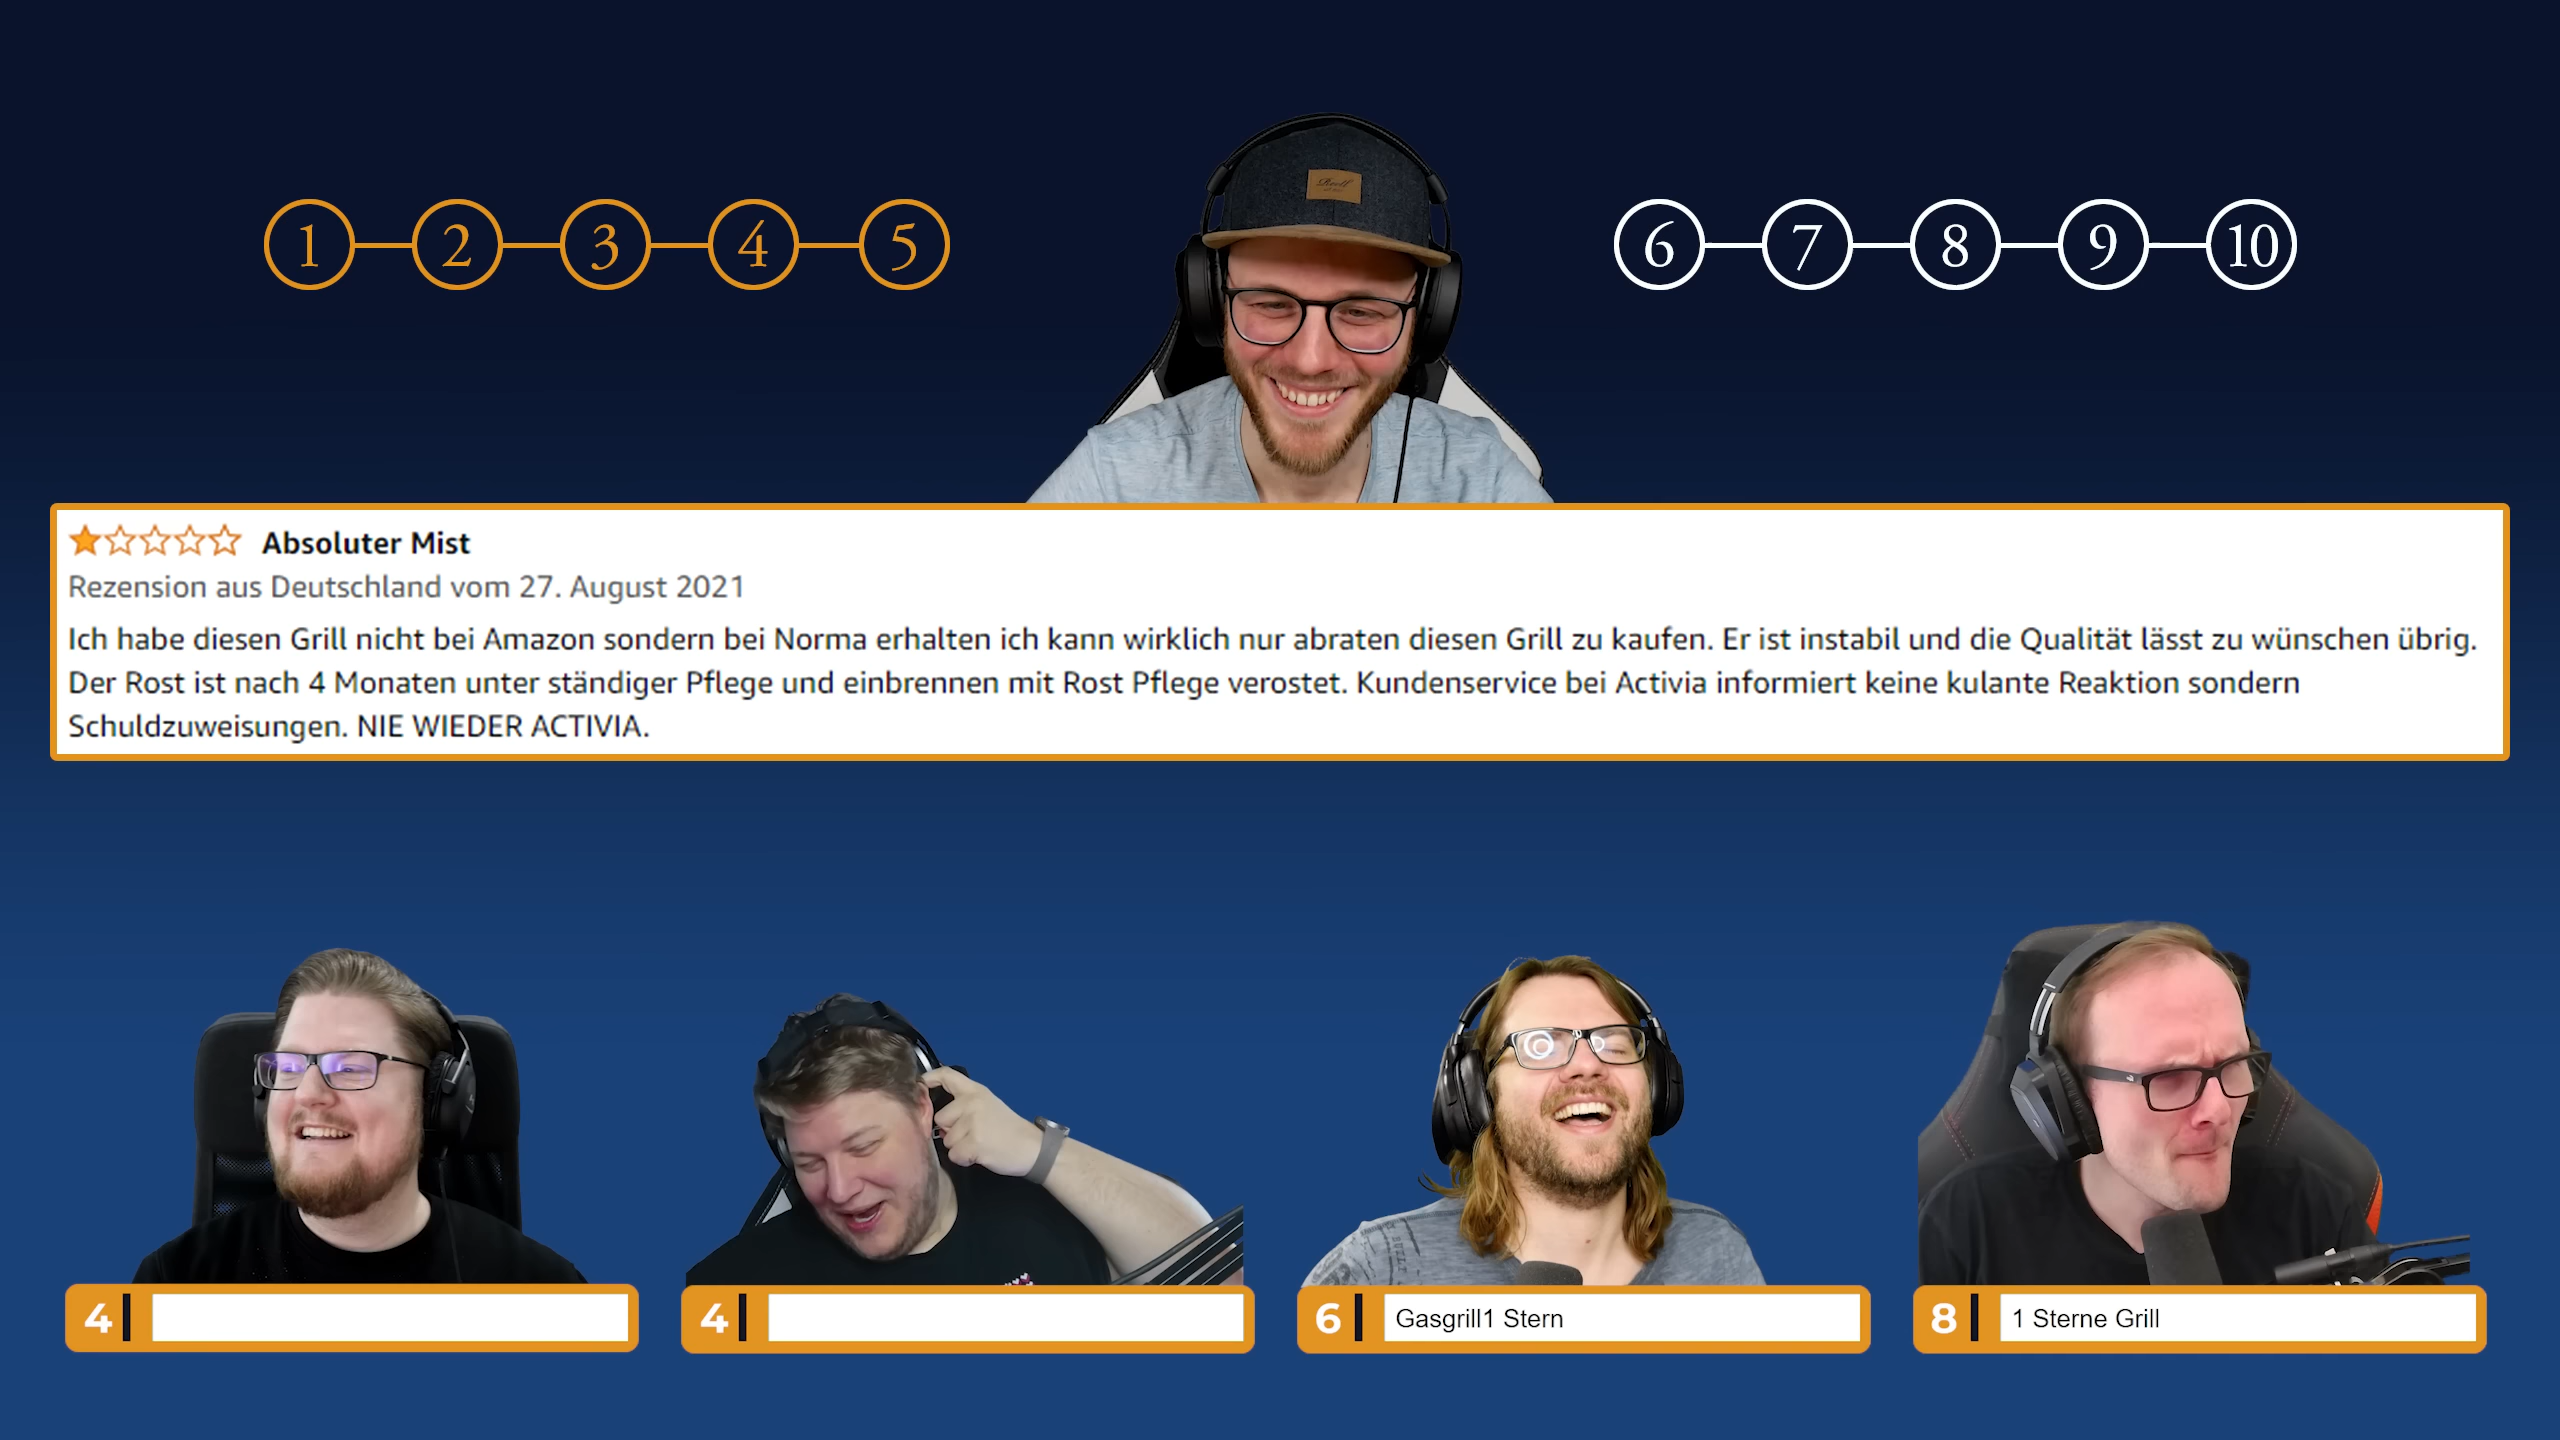 1 2 3 4 5
6 7 8 9 10
Reell
Absoluter Mist
Rezension aus Deutschland vom 27. August 2021
Ich habe diesen Grill nicht bei Amazon sondern bei Norma erhalten ich kann wirklich nur abraten diesen Grill zu kaufen. Er ist instabil und die Qualität lässt zu wünschen übrig.
Der Rost ist nach 4 Monaten unter ständiger Pflege und einbrennen mit Rost Pflege verostet. Kundenservice bei Activia informiert keine kulante Reaktion sondern
Schuldzuweisungen. NIE WIEDER ACTIVIA.
4
4
6 Gasgrill1 Stern
8 1 Sterne Grill